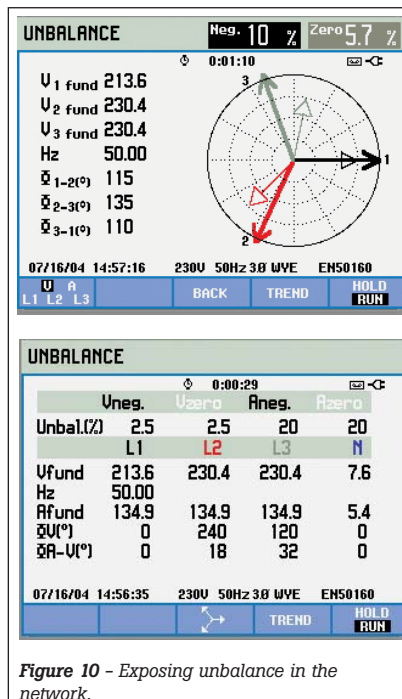 UNBALANCE Neg. 10 % Zero 5.7 %
0:01:10
V1 fund 213.6
V2 fund 230.4
V3 fund 230.4
Hz 50.00
Φ1-2(°) 115
Φ2-3(°) 135
Φ3-1(°) 110
3
1
2
07/16/04 14:57:16 230V 50Hz 3Ø WYE EN50160
V A
L1 L2 L3 BACK TREND HOLD
RUN
UNBALANCE
0:00:29
Vneg. Vzero Aneg. Azero
Unbal.(%) 2.5 2.5 20 20
L1 L2 L3 N
Vfund 213.6 230.4 230.4 7.6
Hz 50.00
Afund 134.9 134.9 134.9 5.4
ΦV(°) 0 240 120 0
ΦA-V(°) 0 18 32 0
07/16/04 14:56:35 230V 50Hz 3Ø WYE EN50160
TREND HOLD
RUN
Figure 10 – Exposing unbalance in the
network.